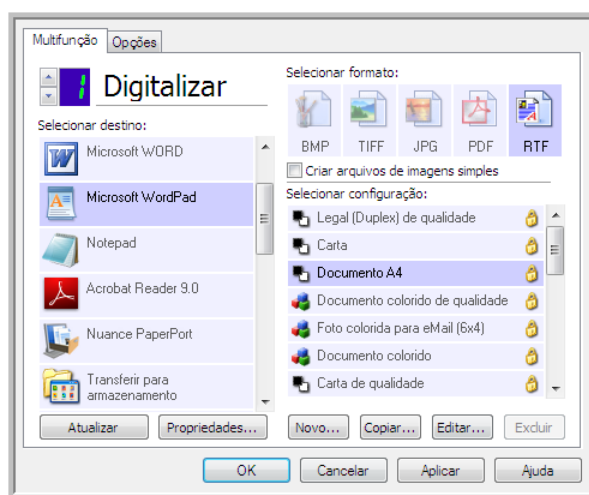 Multifunção
Opções
1 Digitalizar
Selecionar destino:
Microsoft WORD
Microsoft WordPad
Notepad
Acrobat Reader 9.0
Nuance PaperPort
Transferir para
armazenamento
Atualizar
Propriedades...
Selecionar formato:
BMP
TIFF
JPG
PDF
RTF
Criar arquivos de imagens simples
Selecionar configuração:
Legal (Duplex) de qualidade
Carta
Documento A4
Documento colorido de qualidade
Foto colorida para eMail (6x4)
Documento colorido
Carta de qualidade
Novo...
Copiar...
Editar...
Excluir
OK
Cancelar
Aplicar
Ajuda